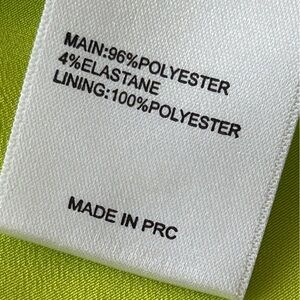 MAIN:96%POLYESTER
4%ELASTANE
LINING:100%POLYESTER
MADE IN PRC